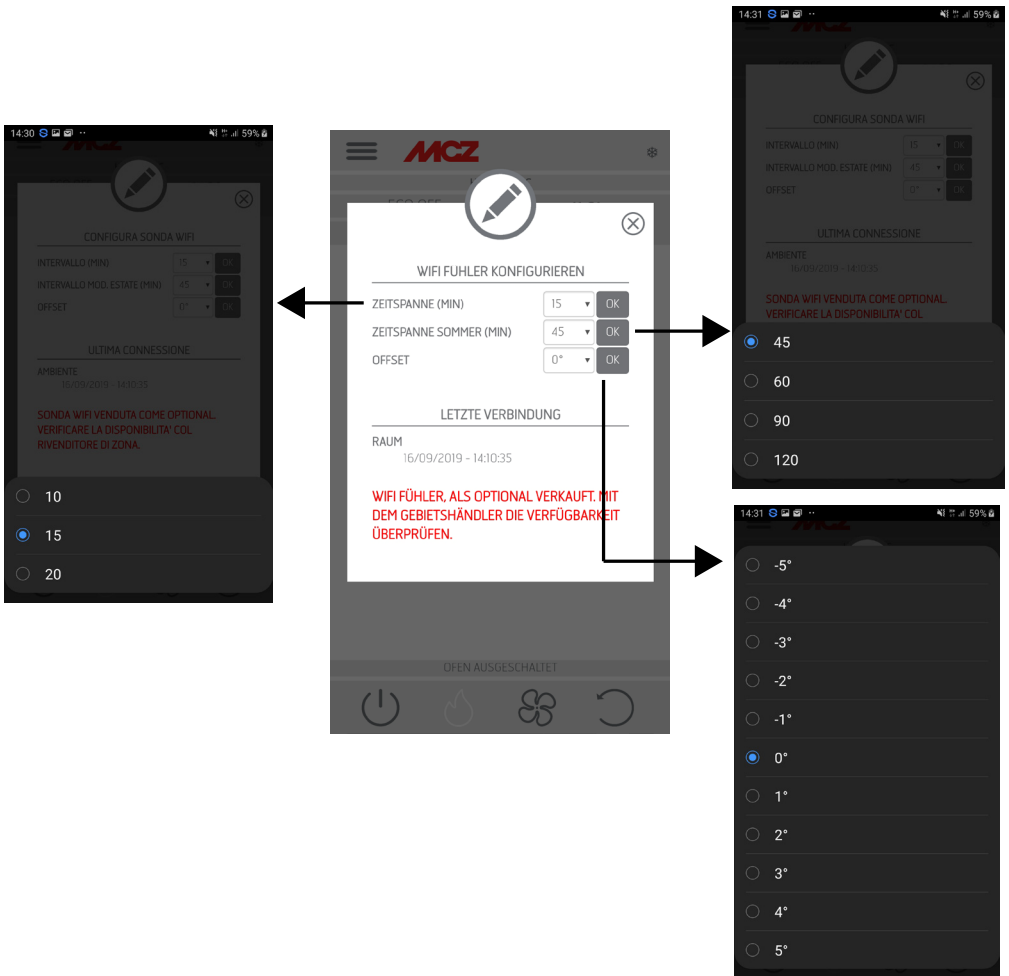 14:30 59%
MCZ
CONFIGURA SONDA WIFI
INTERVALLO (MIN) 15 OK
INTERVALLO MOD. ESTATE (MIN) 45 OK
OFFSET 0° OK
ULTIMA CONNESSIONE
AMBIENTE
16/09/2019 - 14:10:35
SONDA WIFI VENDUTA COME OPTIONAL.
VERIFICARE LA DISPONIBILITA' COL
RIVENDITORE DI ZONA.
10
15
20
MCZ
ECO OFF
WIFI FUHLER KONFIGURIEREN
ZEITSPANNE (MIN) 15 OK
ZEITSPANNE SOMMER (MIN) 45 OK
OFFSET 0° OK
LETZTE VERBINDUNG
RAUM
16/09/2019 - 14:10:35
WIFI FÜHLER, ALS OPTIONAL VERKAUFT. MIT
DEM GEBIETSHÄNDLER DIE VERFÜGBARKEIT
ÜBERPRÜFEN.
OFEN AUSGESCHALTET
14:31 59%
MCZ
CONFIGURA SONDA WIFI
INTERVALLO (MIN) 15 OK
INTERVALLO MOD. ESTATE (MIN) 45 OK
OFFSET 0° OK
ULTIMA CONNESSIONE
AMBIENTE
16/09/2019 - 14:10:35
SONDA WIFI VENDUTA COME OPTIONAL.
VERIFICARE LA DISPONIBILITA' COL
45
60
90
120
14:31 59%
MCZ
-5°
-4°
-3°
-2°
-1°
0°
1°
2°
3°
4°
5°